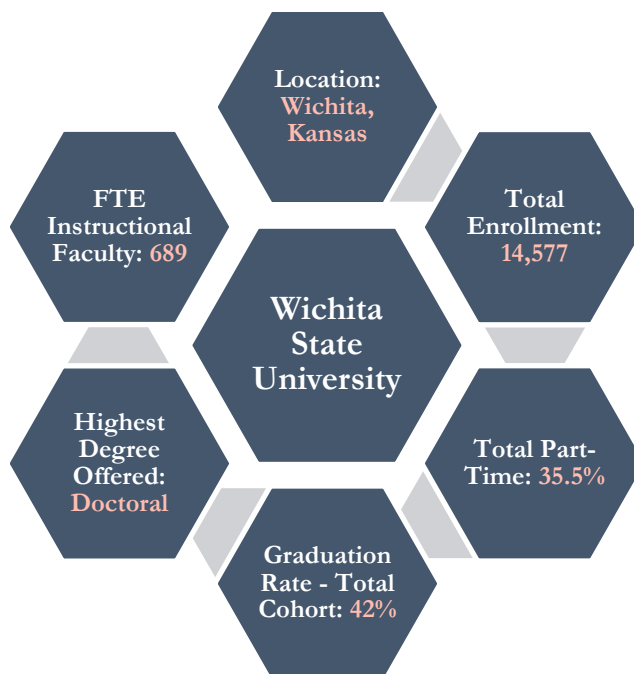 Location:
Wichita,
Kansas
Total
Enrollment:
14,577
Total Part-
Time: 35.5%
Graduation
Rate - Total
Cohort: 42%
Highest
Degree
Offered:
Doctoral
FTE
Instructional
Faculty: 689
Wichita
State
University